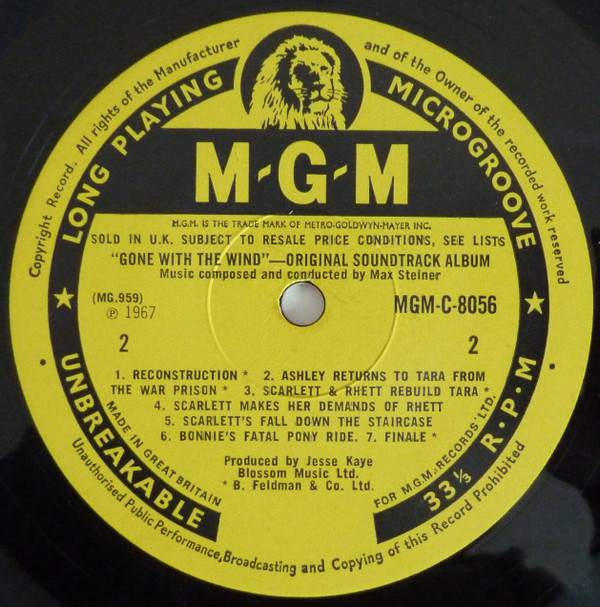 Copyright Record. All rights of the Manufacturer and of the Owner of the recorded work reserved
LONG PLAYING MICROGROOVE
M-G-M
M.G.M. IS THE TRADE MARK OF METRO-GOLDWYN-MAYER INC.
SOLD IN U.K. SUBJECT TO RESALE PRICE CONDITIONS, SEE LISTS
"GONE WITH THE WIND"—ORIGINAL SOUNDTRACK ALBUM
Music composed and conducted by Max Steiner
(MG.959) MGM-C-8056
℗ 1967
2 2
1. RECONSTRUCTION * 2. ASHLEY RETURNS TO TARA FROM
THE WAR PRISON * 3. SCARLETT & RHETT REBUILD TARA *
4. SCARLETT MAKES HER DEMANDS OF RHETT
5. SCARLETT'S FALL DOWN THE STAIRCASE
6. BONNIE'S FATAL PONY RIDE. 7. FINALE *
Produced by Jesse Kaye
Blossom Music Ltd.
* B. Feldman & Co. Ltd.
MADE IN GREAT BRITAIN
FOR M.G.M. RECORDS LTD.
UNBREAKABLE
33⅓ R·P·M
Unauthorised Public Performance, Broadcasting and Copying of this Record Prohibited